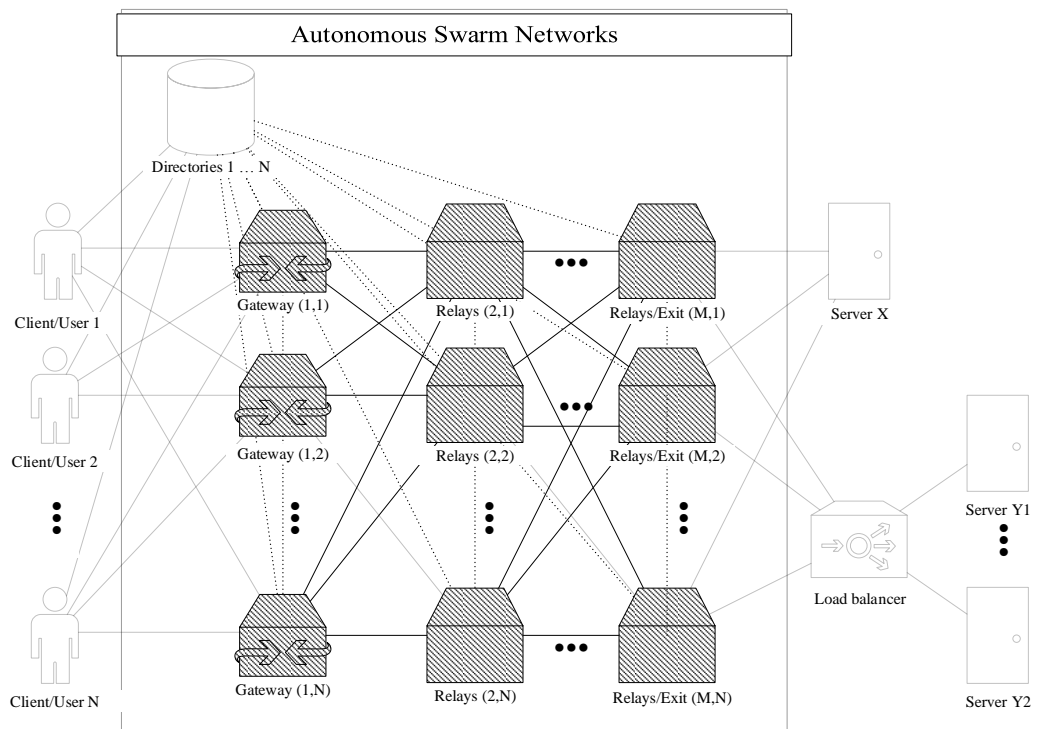 Autonomous Swarm Networks
Directories 1 … N
Client/User 1
Gateway (1,1)
Relays (2,1)
Relays/Exit (M,1)
Server X
Client/User 2
Gateway (1,2)
Relays (2,2)
Relays/Exit (M,2)
Server Y1
Load balancer
Client/User N
Gateway (1,N)
Relays (2,N)
Relays/Exit (M,N)
Server Y2